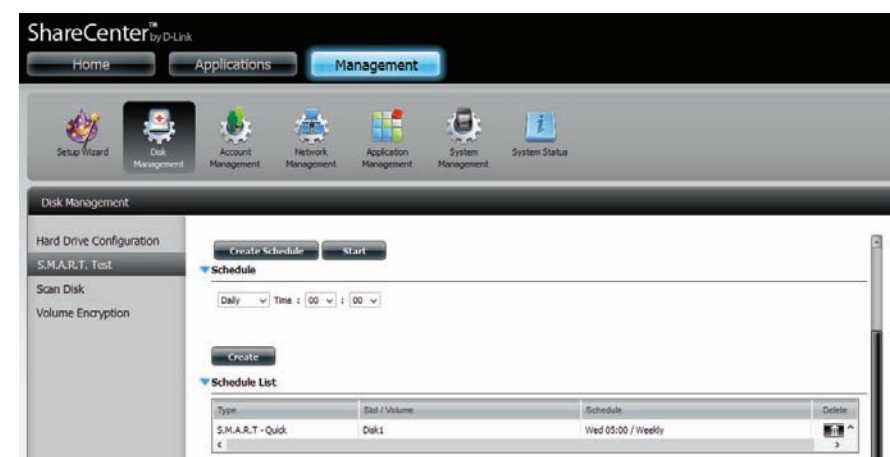 ShareCenter™ by D-Link
Home Applications Management
Setup Wizard Disk Management Account Management Network Management Application Management System Management System Status
Disk Management
Hard Drive Configuration
S.M.A.R.T. Test
Scan Disk
Volume Encryption
Create Schedule Start
Schedule
Daily Time : 00 : 00
Create
Schedule List
Type Slot / Volume Schedule Delete
S.M.A.R.T - Quick Disk1 Wed 05:00 / Weekly